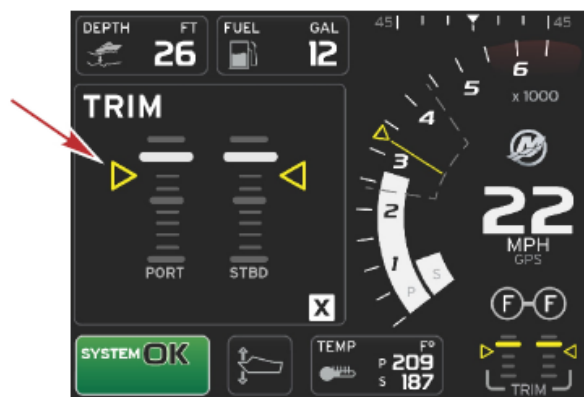 DEPTH FT
26
FUEL GAL
12
45 45
TRIM
PORT STBD
X
6
5
4
3
2
1
x 1000
P S
22
MPH
GPS
F F
SYSTEM OK
TEMP F°
P 209
S 187
TRIM